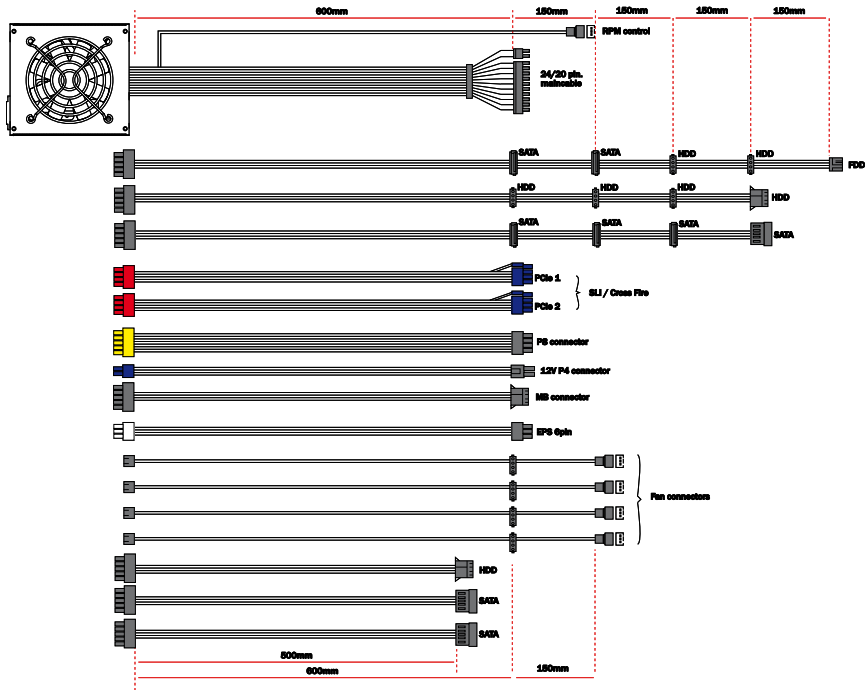 600mm 150mm 150mm 150mm 150mm
RPM control
24/20 pin.
maincable
SATA SATA HDD HDD FDD
HDD HDD HDD HDD
SATA SATA SATA SATA
PCIe 1
SLI / Cross Fire
PCIe 2
P8 connector
12V P4 connector
MB connector
EPS 6pin
Fan connectors
HDD
SATA
SATA
500mm
600mm 150mm